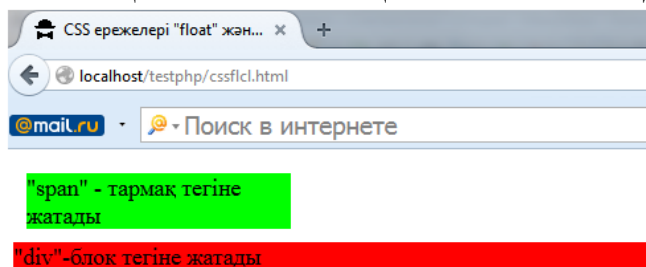 CSS ережелері "float" жән... × +
localhost/testphp/cssflcl.html
@mail.ru Поиск в интернете
"span" - тармақ тегіне
жатады
"div"-блок тегіне жатады